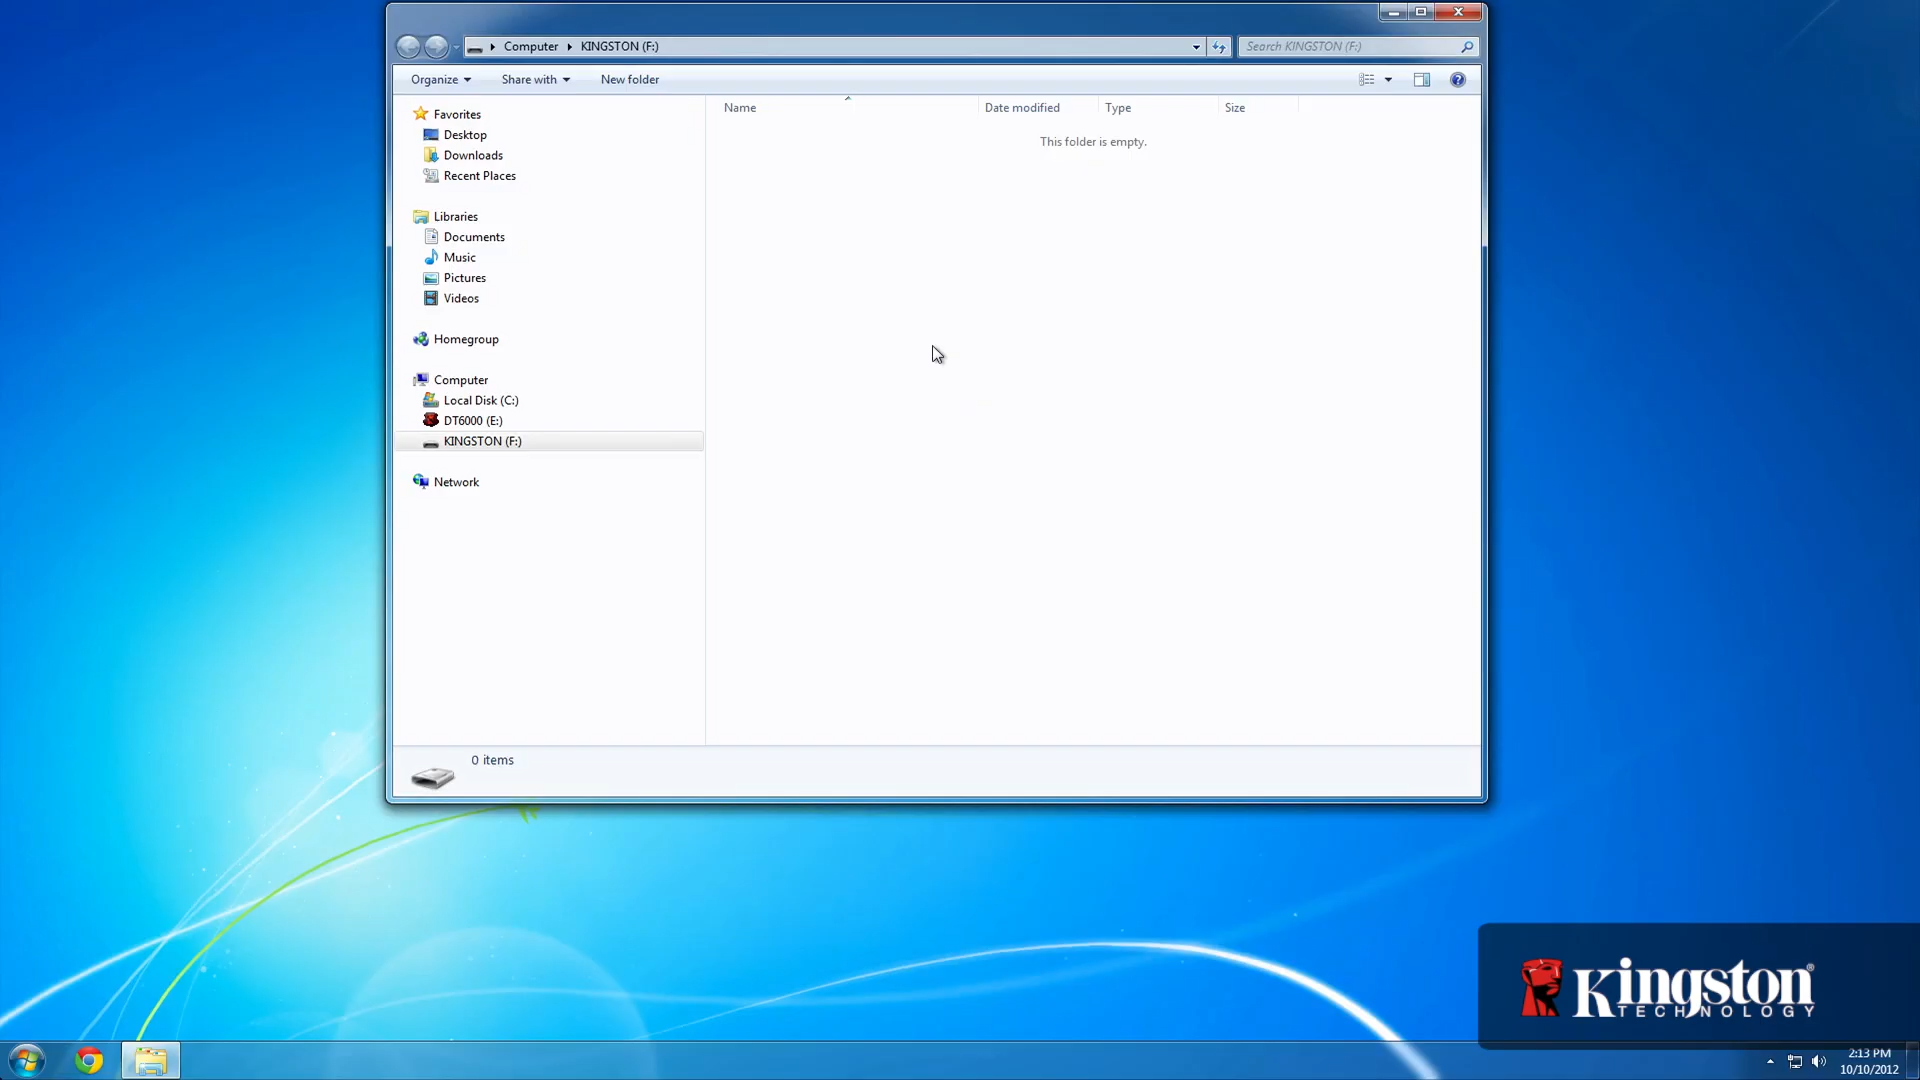 Computer KINGSTON (F:)
Search KINGSTON (F:)
Organize Share with New folder
Favorites
Desktop
Downloads
Recent Places
Libraries
Documents
Music
Pictures
Videos
Homegroup
Computer
Local Disk (C:)
DT6000 (E:)
KINGSTON (F:)
Network
Name Date modified Type Size
This folder is empty.
0 items
Kingston®
TECHNOLOGY
2:13 PM
10/10/2012